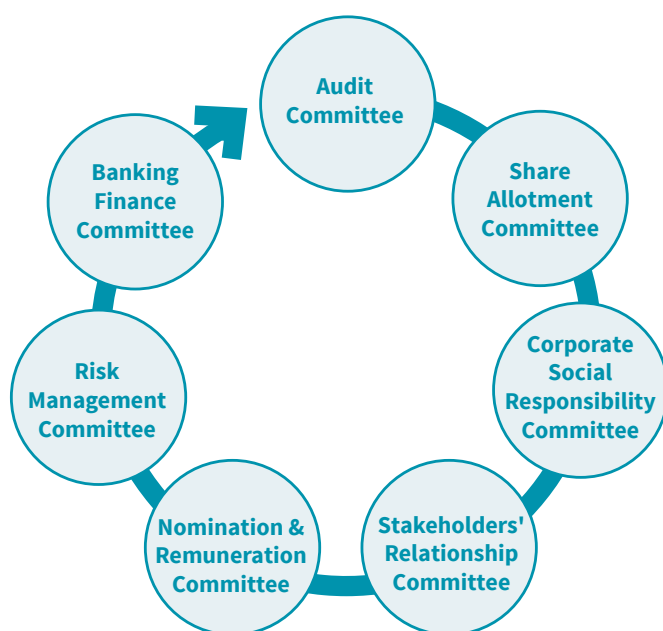 Audit
Committee
Share
Allotment
Committee
Corporate
Social
Responsibility
Committee
Stakeholders'
Relationship
Committee
Nomination &
Remuneration
Committee
Risk
Management
Committee
Banking
Finance
Committee